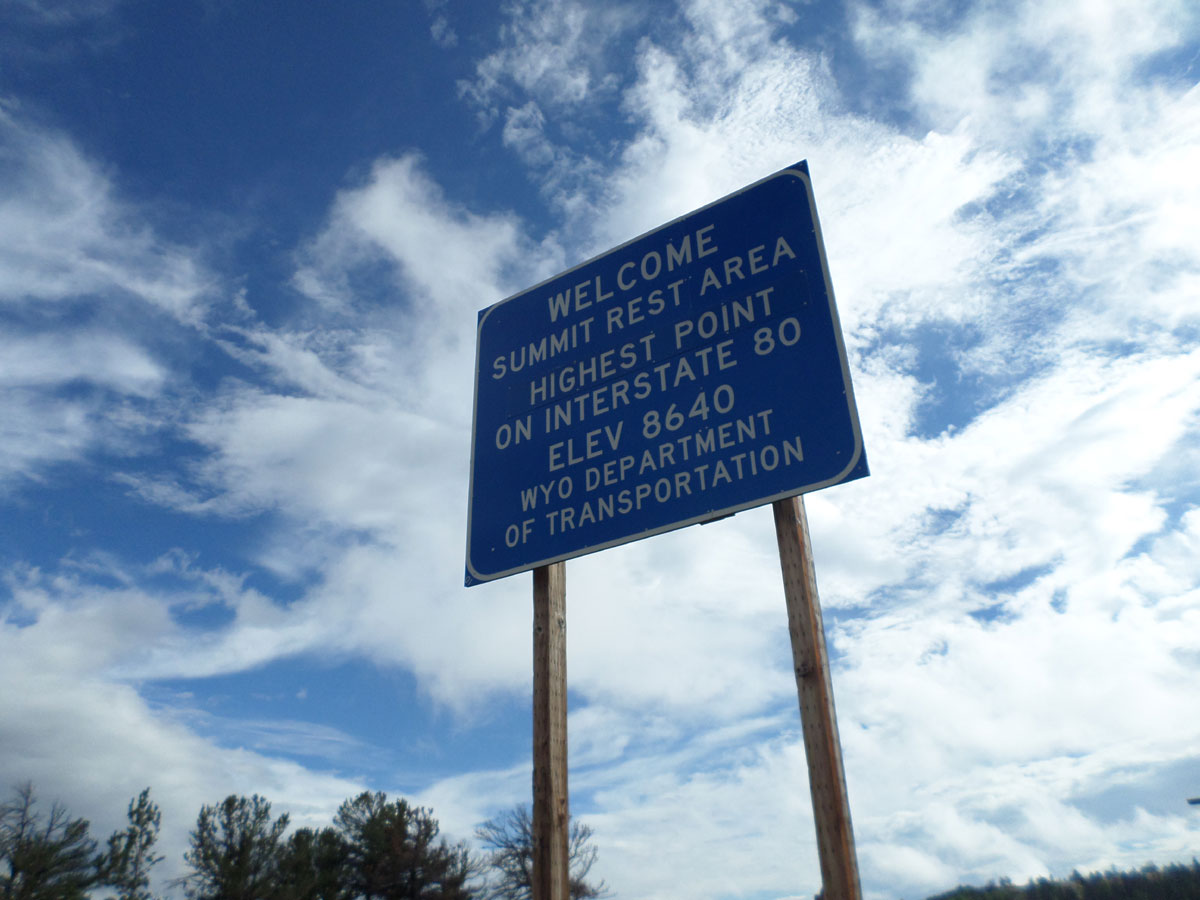 WELCOME
SUMMIT REST AREA
HIGHEST POINT
ON INTERSTATE 80
ELEV 8640
WYO DEPARTMENT
OF TRANSPORTATION